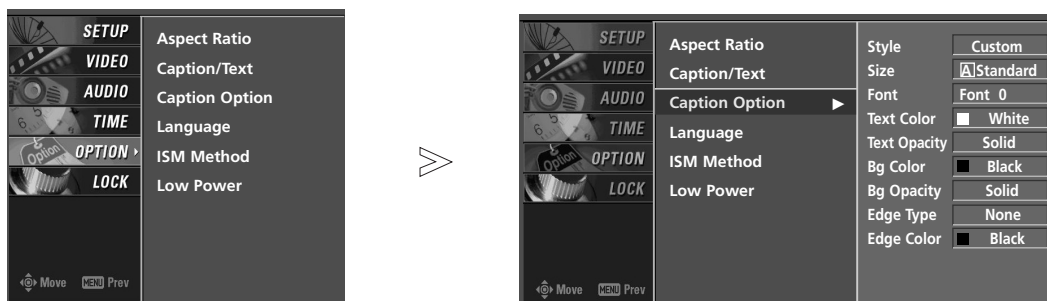 SETUP
VIDEO
AUDIO
TIME
OPTION
LOCK
Move MENU Prev
Aspect Ratio
Caption/Text
Caption Option
Language
ISM Method
Low Power
SETUP
VIDEO
AUDIO
TIME
OPTION
LOCK
Move MENU Prev
Aspect Ratio
Caption/Text
Caption Option
Language
ISM Method
Low Power
Style Custom
Size A Standard
Font Font 0
Text Color White
Text Opacity Solid
Bg Color Black
Bg Opacity Solid
Edge Type None
Edge Color Black